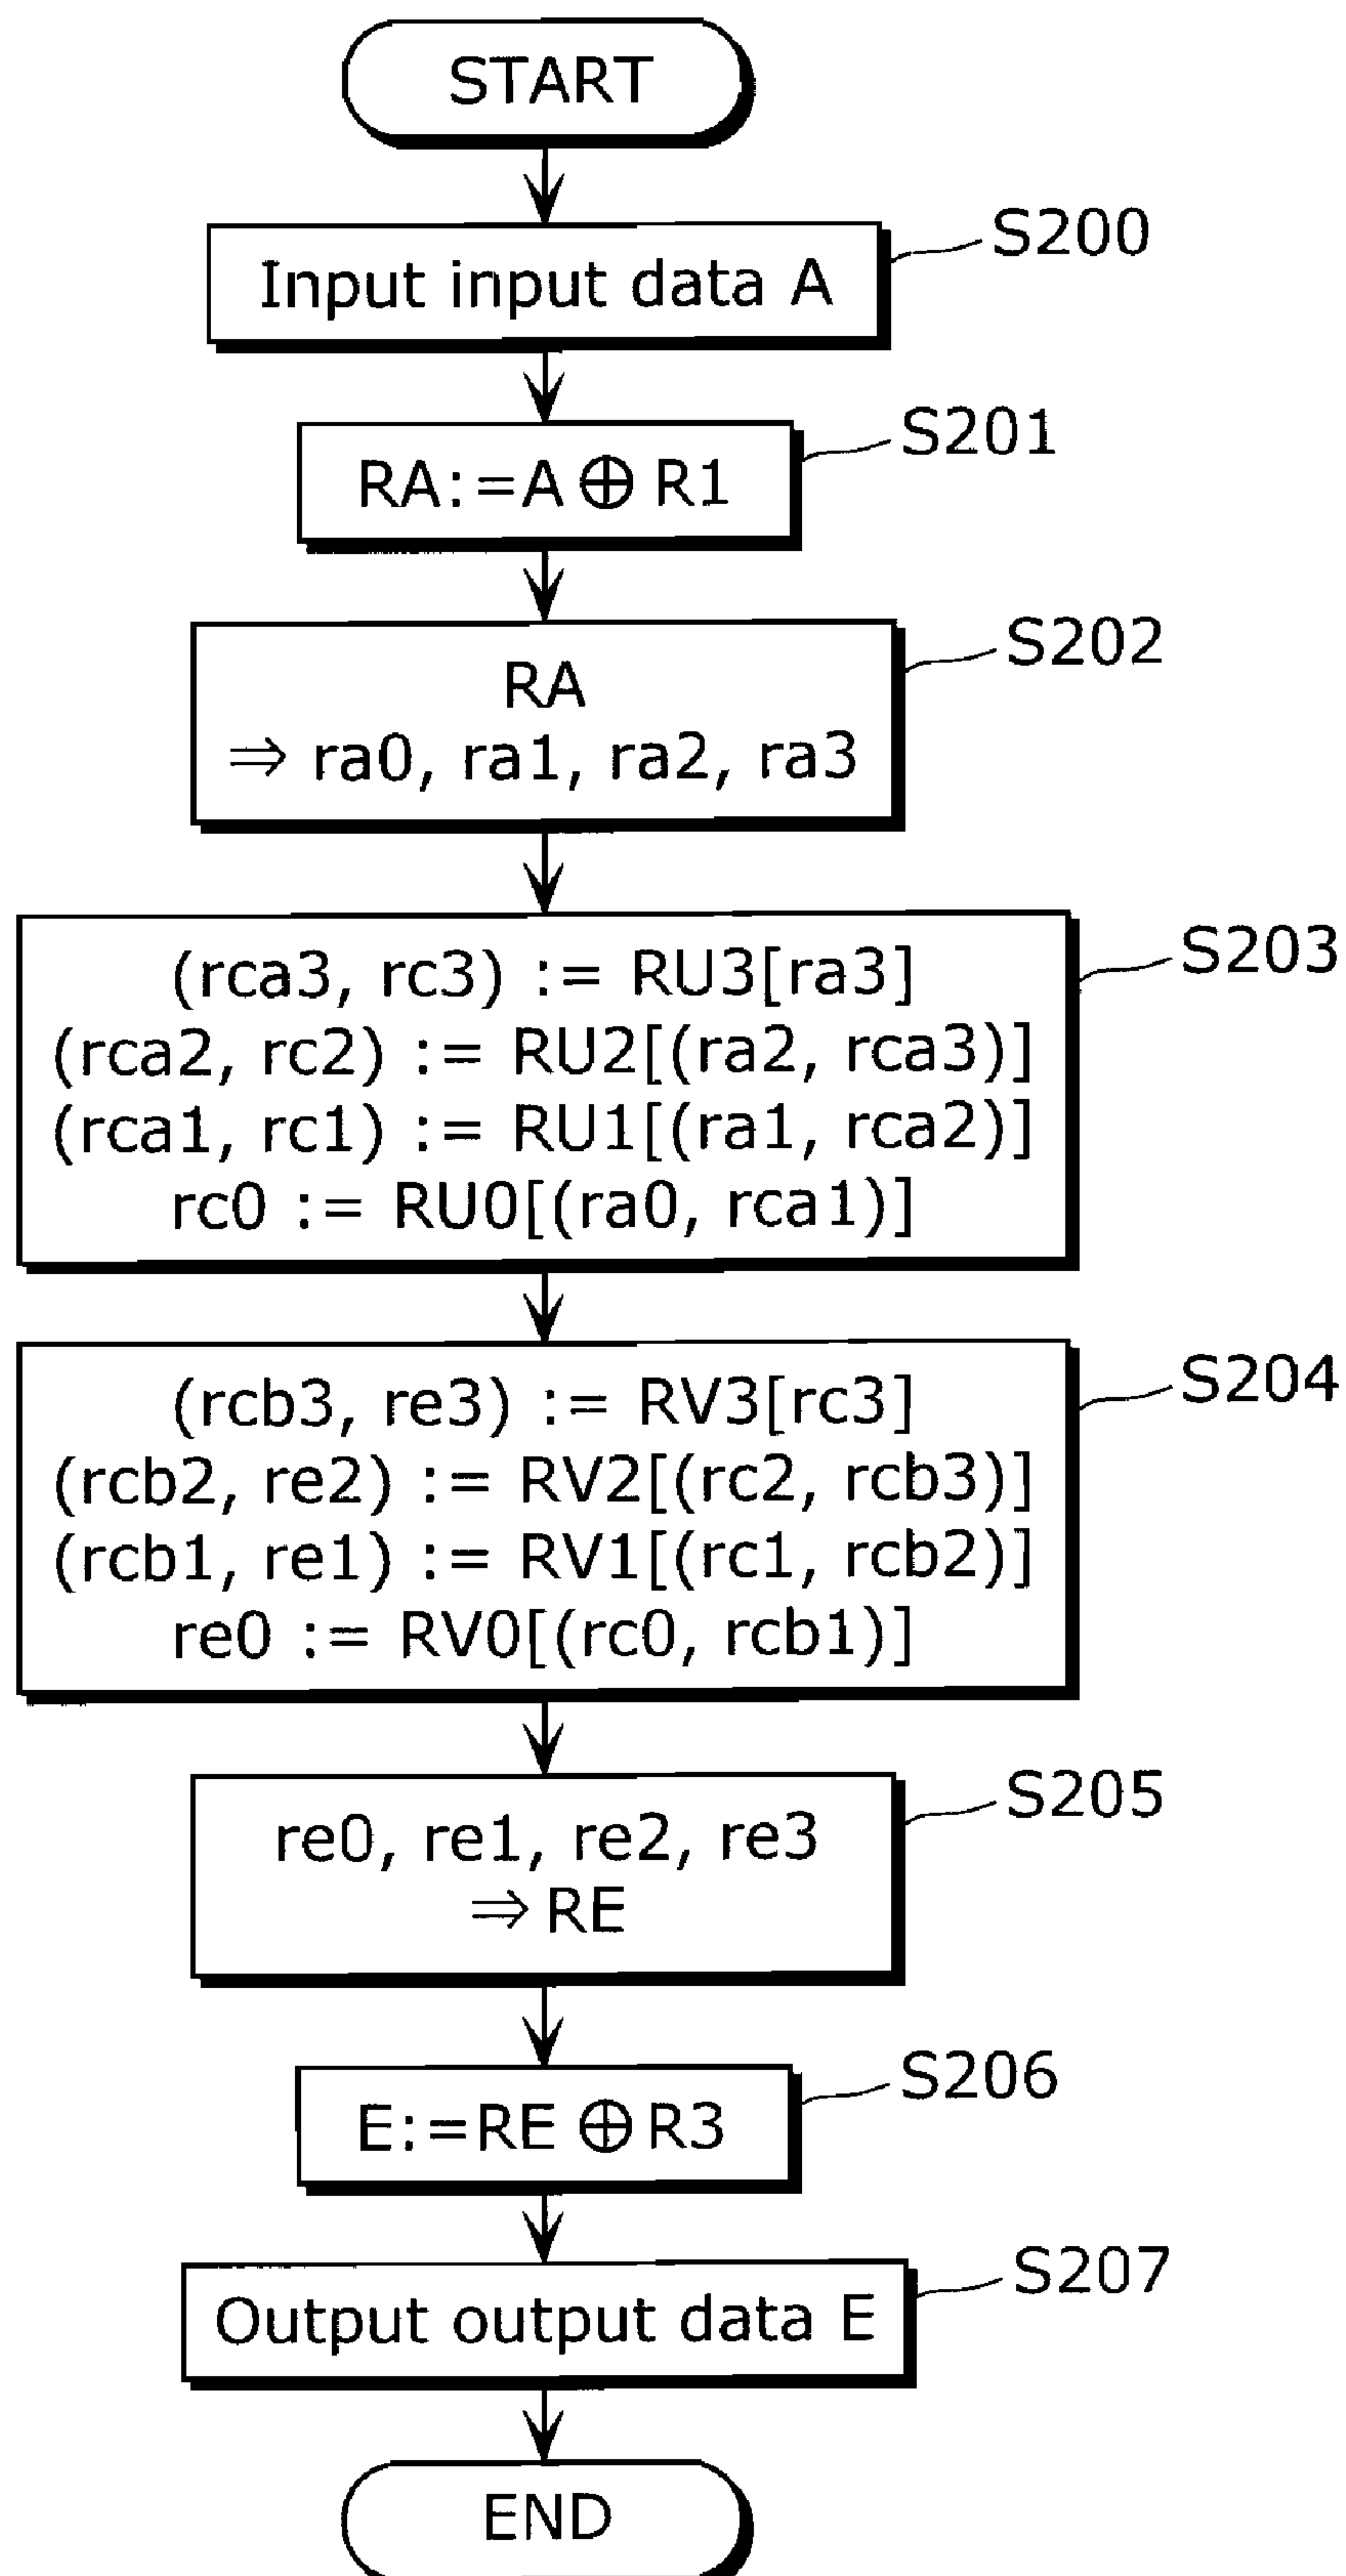 START
S200
Input input data A
S201
RA:=A ⊕ R1
S202
RA
⇒ ra0, ra1, ra2, ra3
S203
(rca3, rc3) := RU3[ra3]
(rca2, rc2) := RU2[(ra2, rca3)]
(rca1, rc1) := RU1[(ra1, rca2)]
rc0 := RU0[(ra0, rca1)]
S204
(rcb3, re3) := RV3[rc3]
(rcb2, re2) := RV2[(rc2, rcb3)]
(rcb1, re1) := RV1[(rc1, rcb2)]
re0 := RV0[(rc0, rcb1)]
S205
re0, re1, re2, re3
⇒ RE
S206
E:=RE ⊕ R3
S207
Output output data E
END